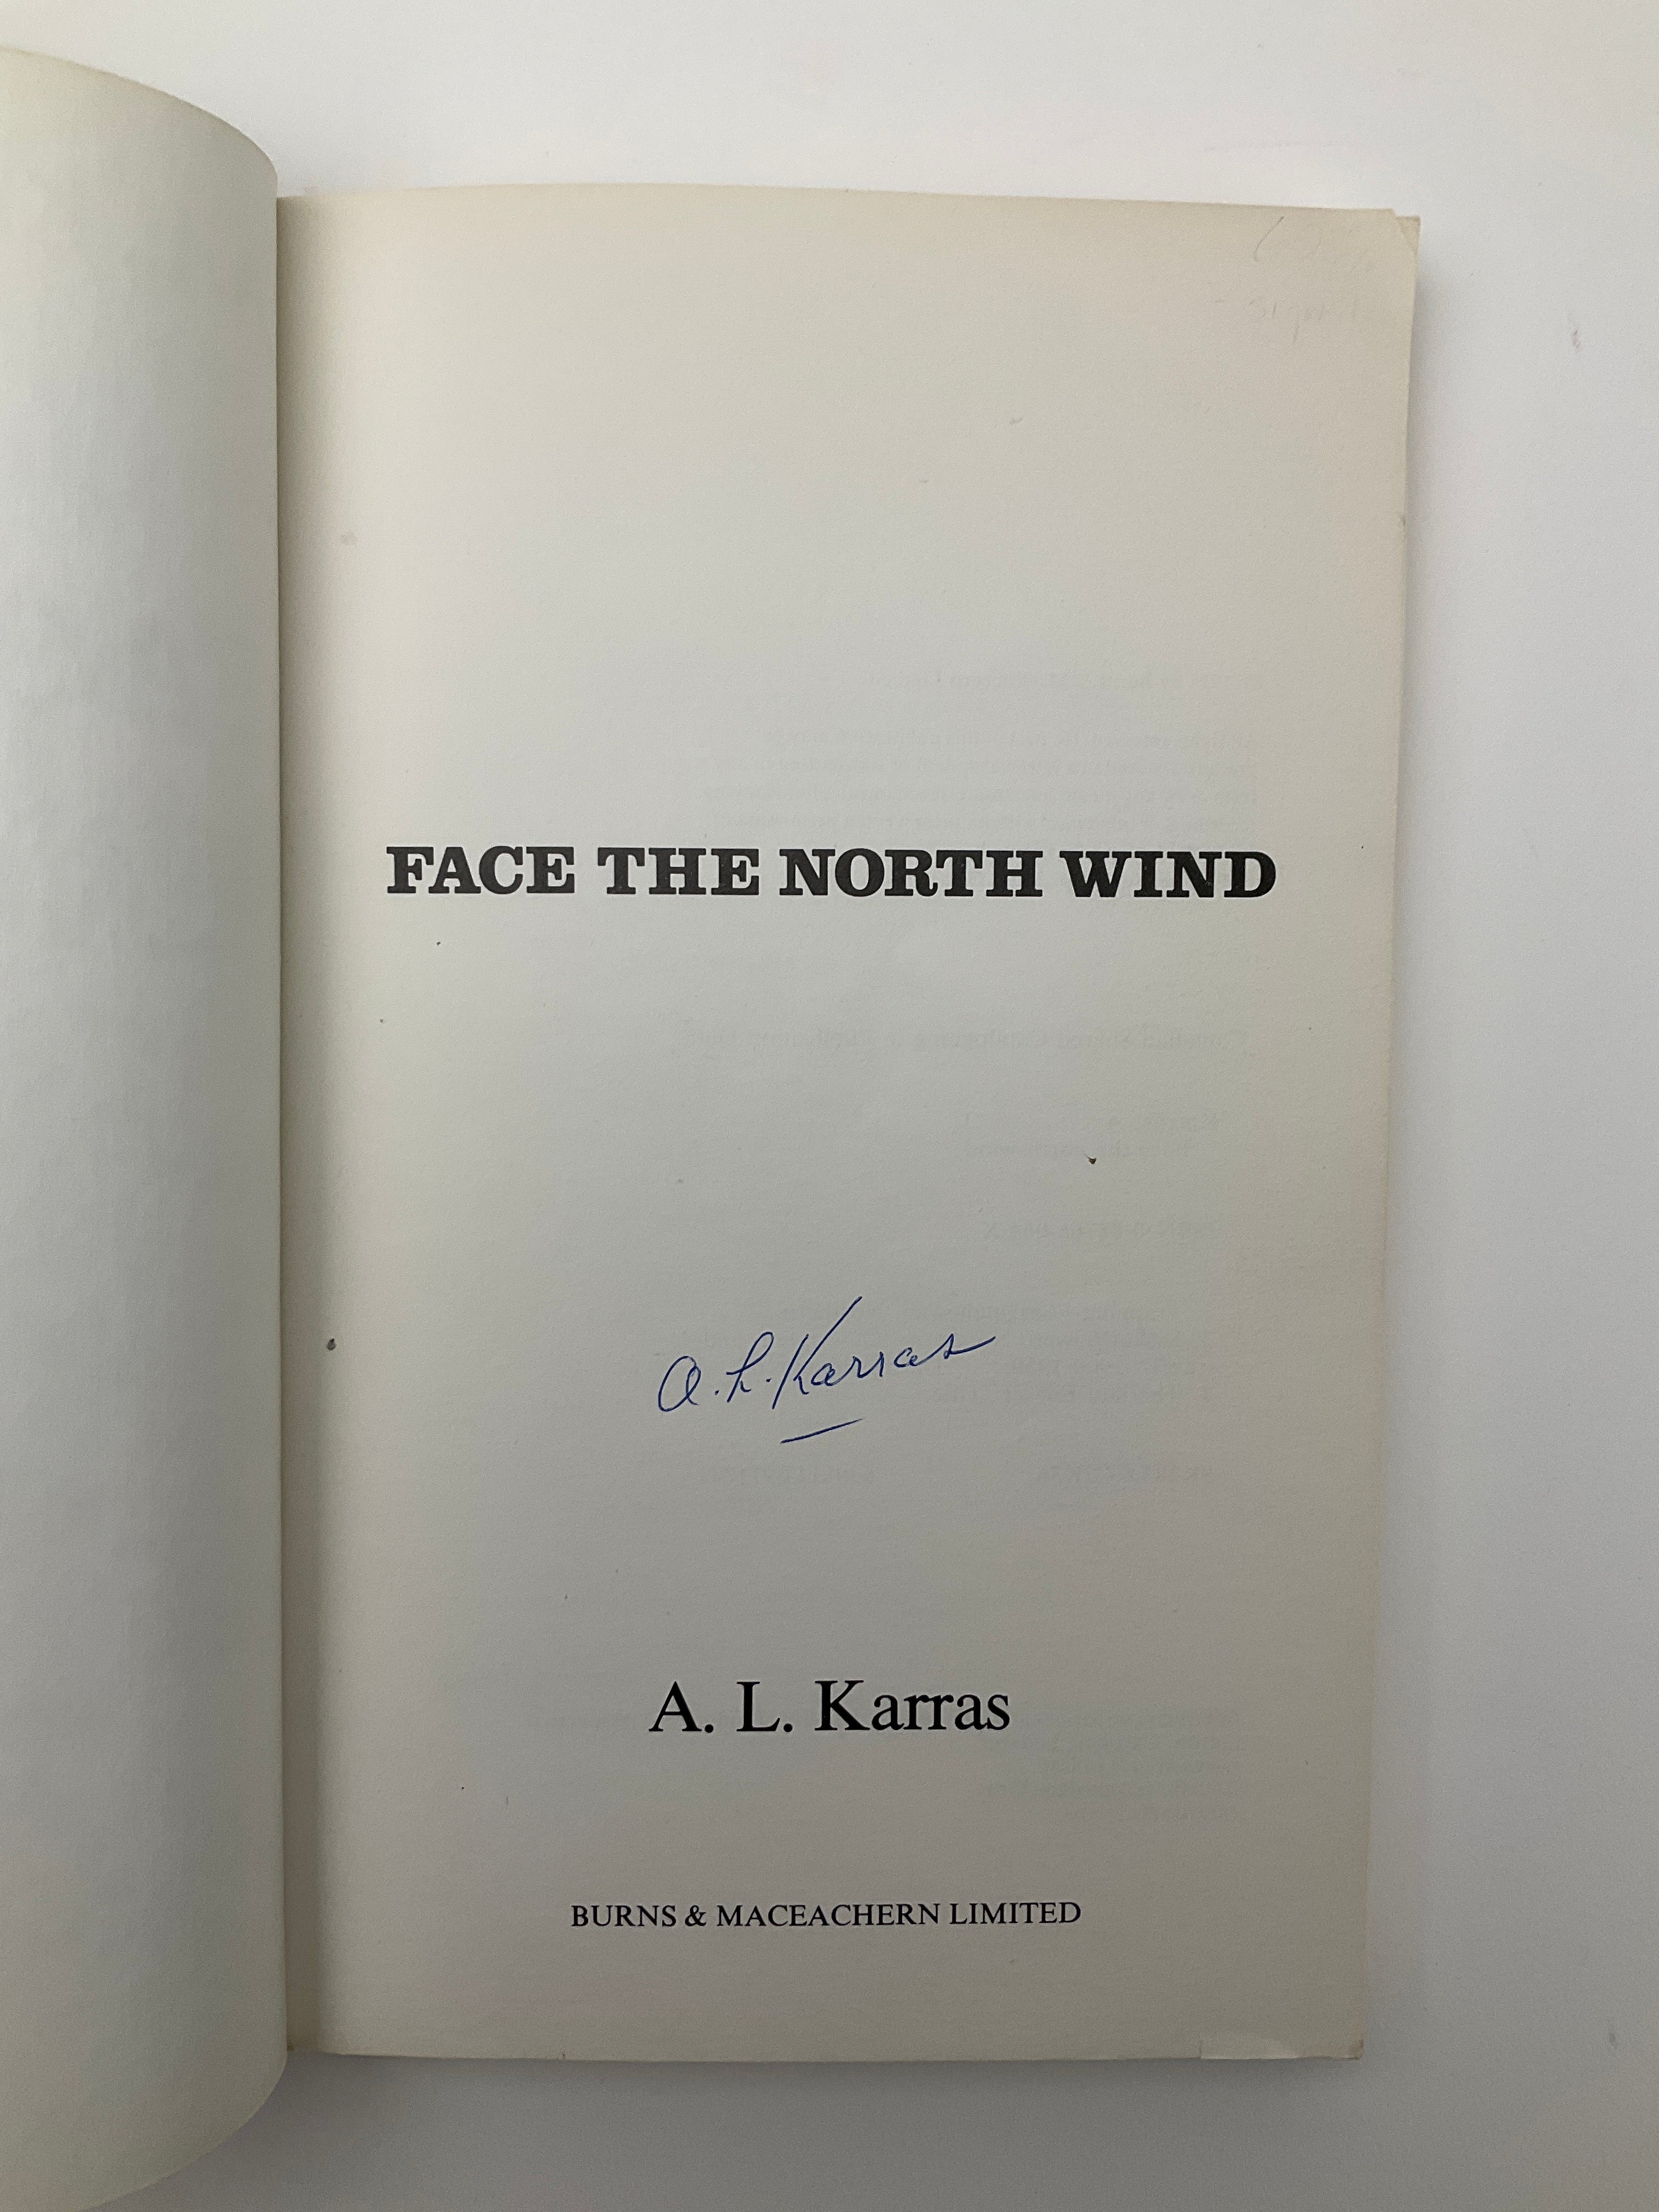 FACE THE NORTH WIND
A. L. Karras
A. L. Karras
BURNS & MACEACHERN LIMITED